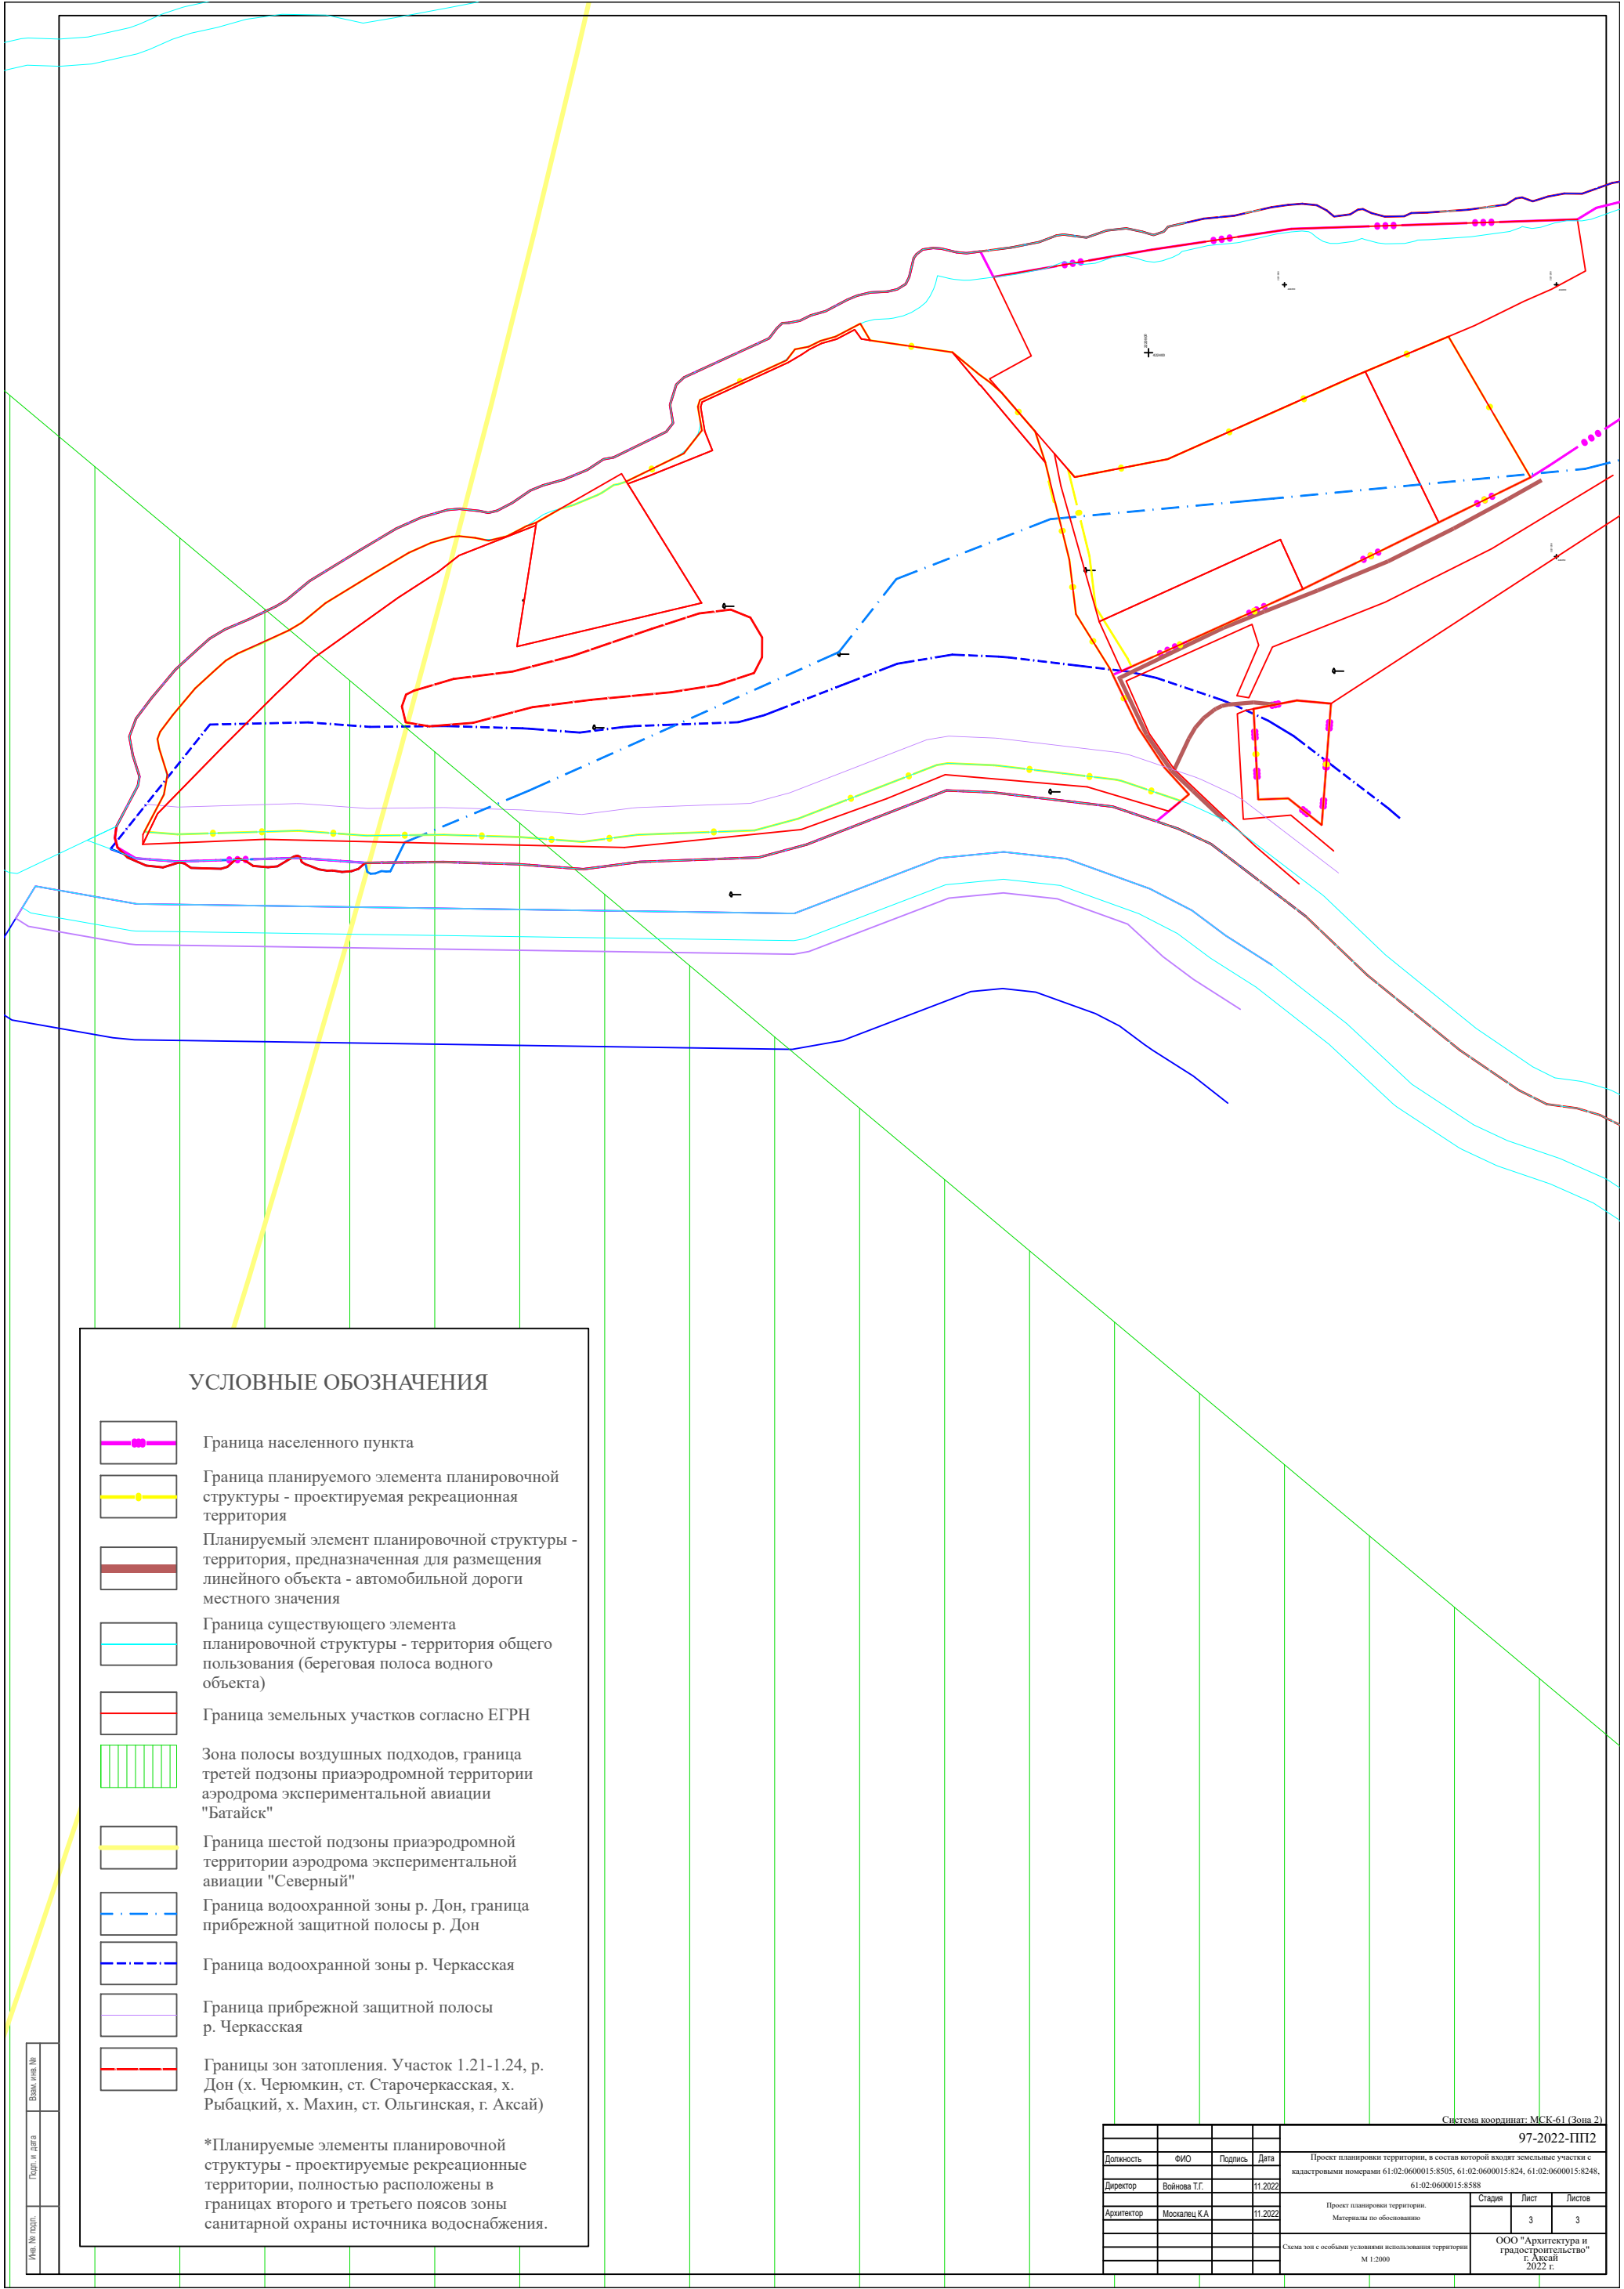 УСЛОВНЫЕ ОБОЗНАЧЕНИЯ
Граница населенного пункта
Граница планируемого элемента планировочной
структуры - проектируемая рекреационная
территория
Планируемый элемент планировочной структуры -
территория, предназначенная для размещения
линейного объекта - автомобильной дороги
местного значения
Граница существующего элемента
планировочной структуры - территория общего
пользования (береговая полоса водного
объекта)
Граница земельных участков согласно ЕГРН
Зона полосы воздушных подходов, граница
третей подзоны приаэродромной территории
аэродрома экспериментальной авиации
"Батайск"
Граница шестой подзоны приаэродромной
территории аэродрома экспериментальной
авиации "Северный"
Граница водоохранной зоны р. Дон, граница
прибрежной защитной полосы р. Дон
Граница водоохранной зоны р. Черкасская
Граница прибрежной защитной полосы
р. Черкасская
Границы зон затопления. Участок 1.21-1.24, р.
Дон (х. Черюмкин, ст. Старочеркасская, х.
Рыбацкий, х. Махин, ст. Ольгинская, г. Аксай)
*Планируемые элементы планировочной
структуры - проектируемые рекреационные
территории, полностью расположены в
границах второго и третьего поясов зоны
санитарной охраны источника водоснабжения.
Взам. инв. №
Подп. и дата
Инв. № подл.
Система координат: МСК-61 (Зона 2)
97-2022-ПП2
Должность ФИО Подпись Дата
Проект планировки территории, в состав которой входят земельные участки с
кадастровыми номерами 61:02:0600015:8505, 61:02:0600015:824, 61:02:0600015:8248,
61:02:0600015:8588
Директор Войнова Т.Г. 11.2022
Архитектор Москалец К.А 11.2022
Проект планировки территории.
Материалы по обоснованию
Стадия Лист Листов
3 3
Схема зон с особыми условиями использования территории
М 1:2000
ООО "Архитектура и
градостроительство"
г. Аксай
2022 г.